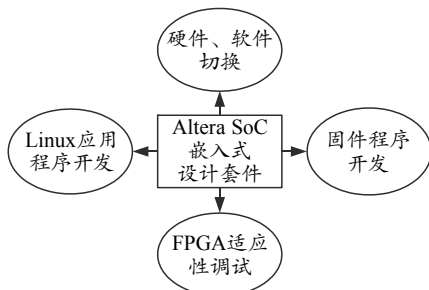 硬件、软件
切换
Linux应用
程序开发
Altera SoC
嵌入式
设计套件
固件程序
开发
FPGA适应
性调试